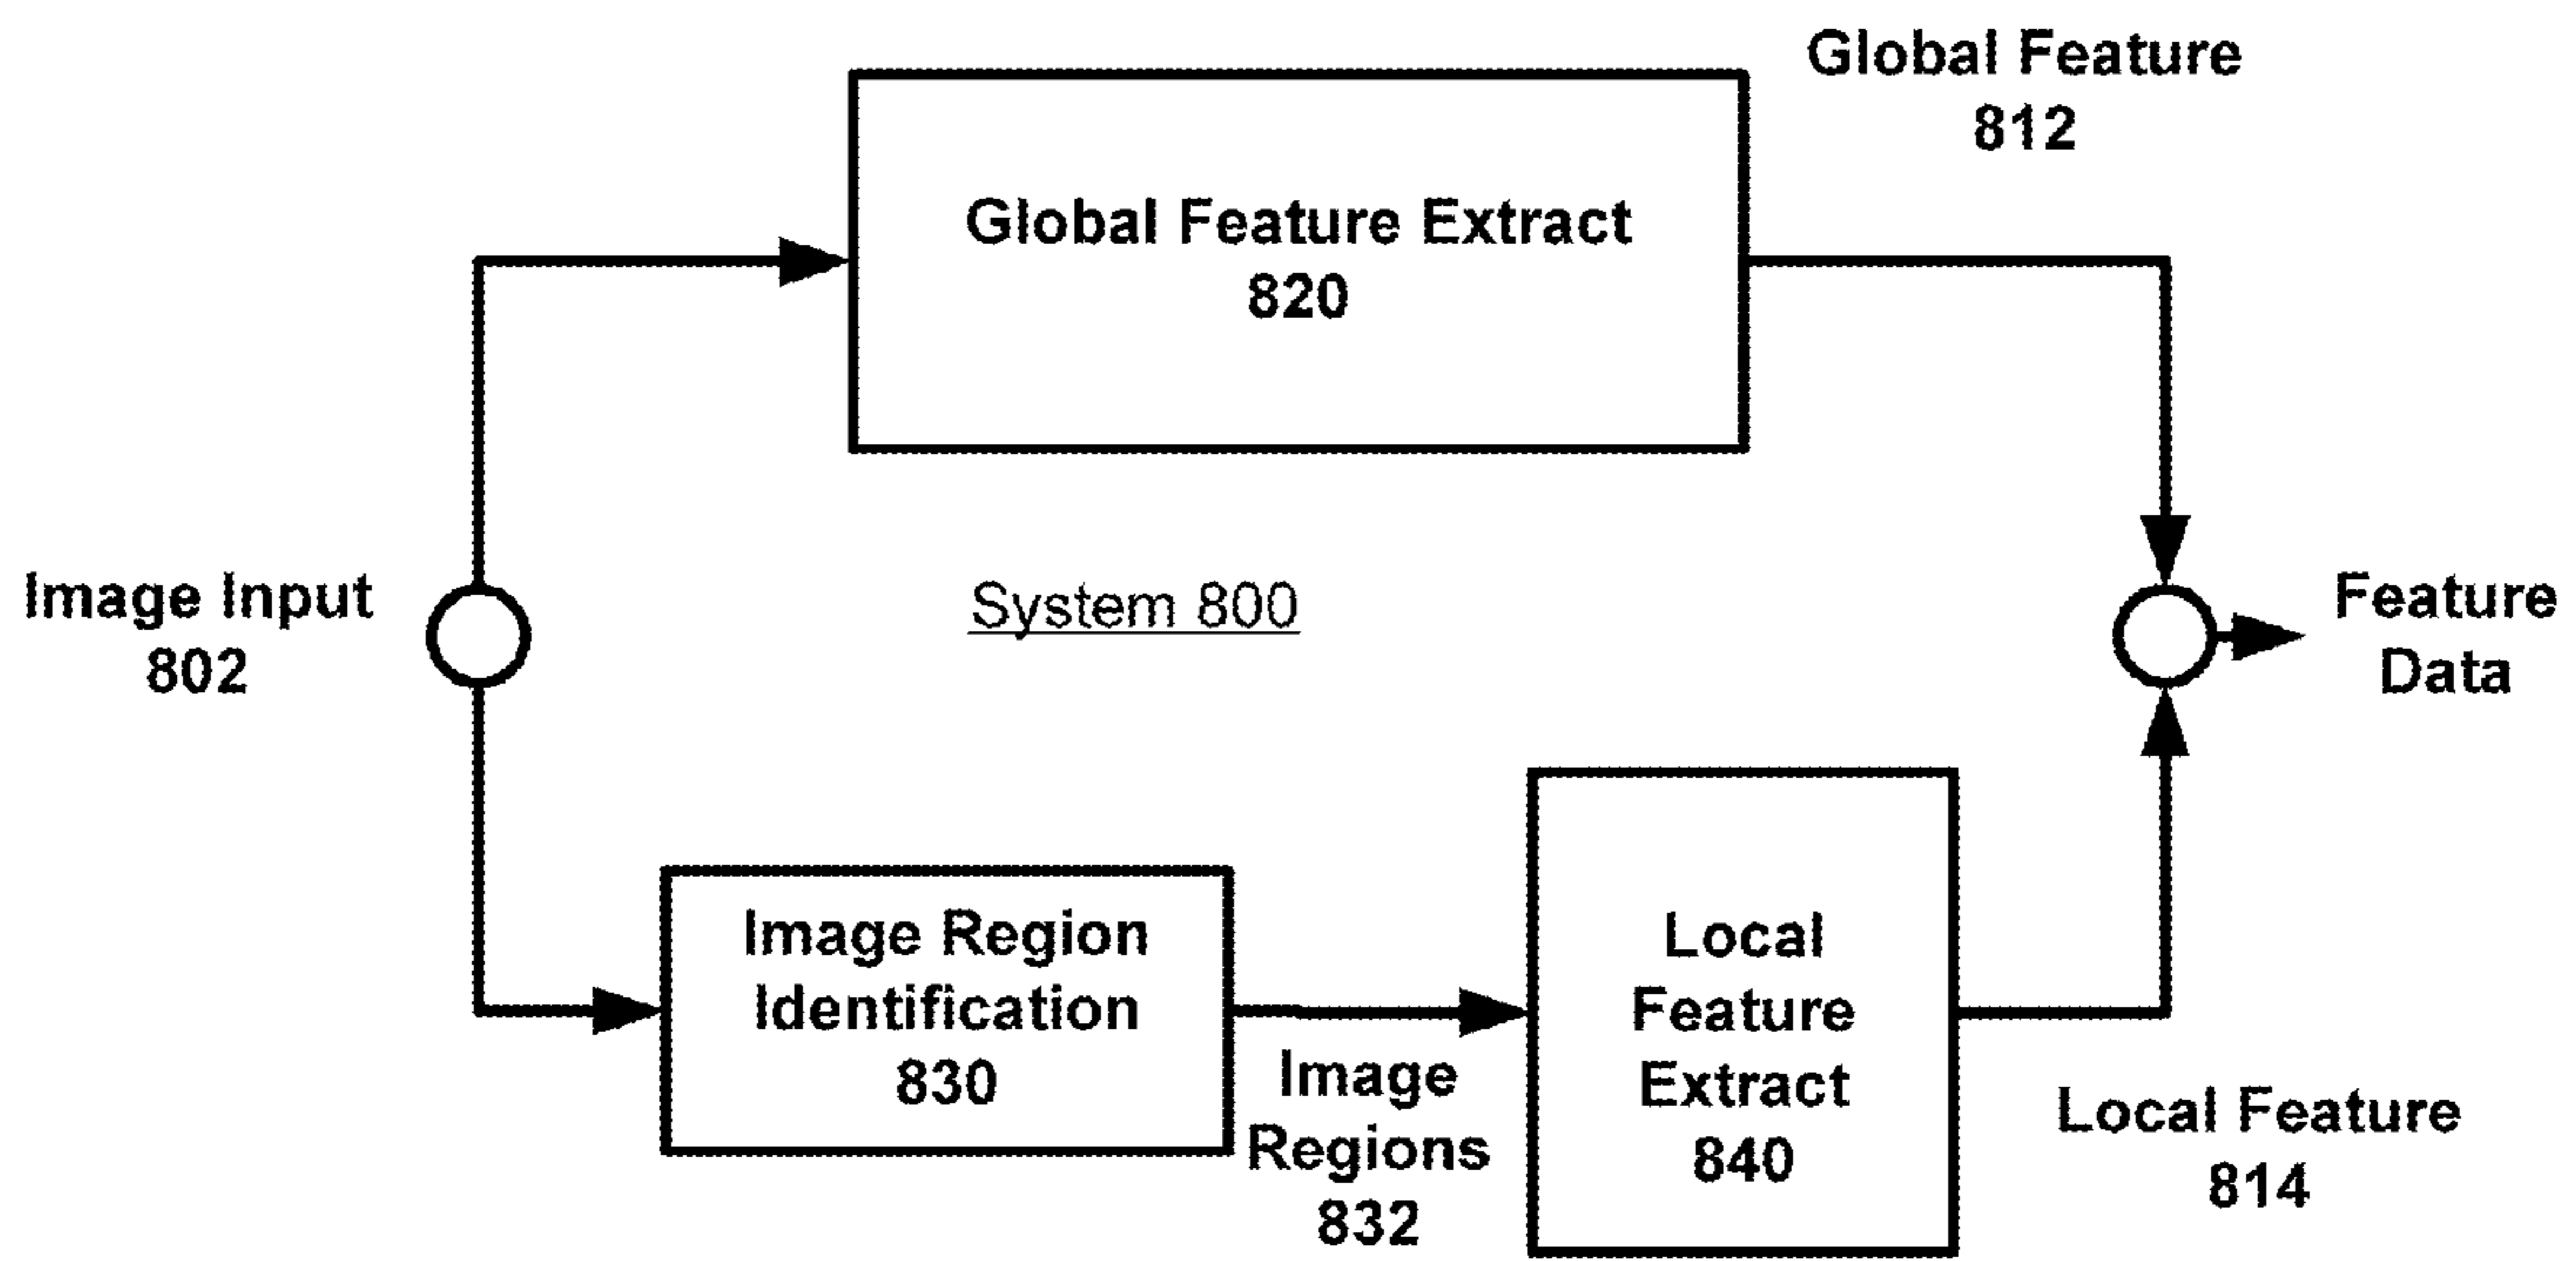 Global Feature
812
Global Feature Extract
820
Image Input
802
System 800
Feature
Data
Image Region
Identification
830
Image
Regions
832
Local
Feature
Extract
840
Local Feature
814